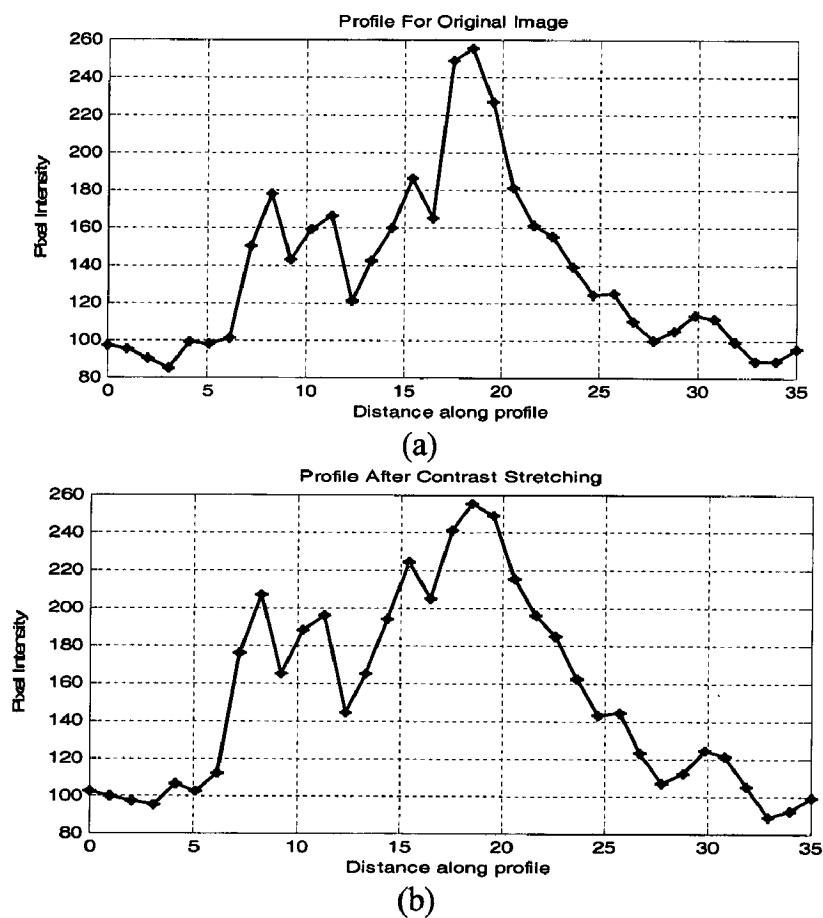 Profile For Original Image
260
240
220
200
180
160
140
120
100
80
Pixel Intensity
0 5 10 15 20 25 30 35
Distance along profile
(a)
Profile After Contrast Stretching
260
240
220
200
180
160
140
120
100
80
Pixel Intensity
0 5 10 15 20 25 30 35
Distance along profile
(b)